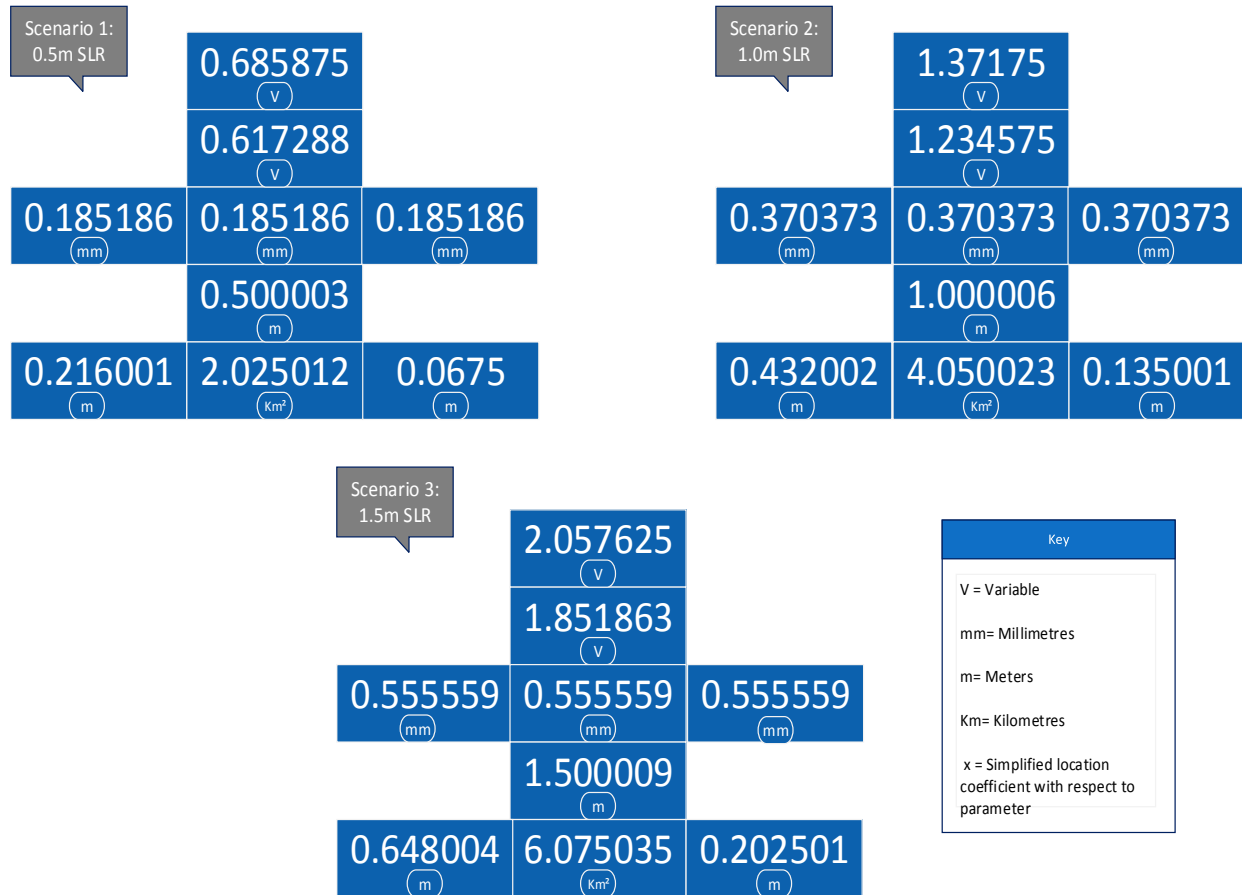 Scenario 1:
0.5m SLR
0.685875
V
0.617288
V
0.185186 0.185186 0.185186
mm mm mm
0.500003
m
0.216001 2.025012 0.0675
m Km² m
Scenario 2:
1.0m SLR
1.37175
V
1.234575
V
0.370373 0.370373 0.370373
mm mm mm
1.000006
m
0.432002 4.050023 0.135001
m Km² m
Scenario 3:
1.5m SLR
2.057625
V
1.851863
V
0.555559 0.555559 0.555559
mm mm mm
1.500009
m
0.648004 6.075035 0.202501
m Km² m
Key
V = Variable
mm= Millimetres
m= Meters
Km= Kilometres
x = Simplified location
coefficient with respect to
parameter